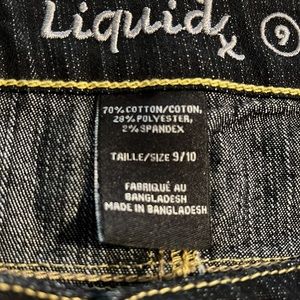 Liquid x 9
70% COTTON/COTON,
28% POLYESTER,
2% SPANDEX
TAILLE/SIZE 9/10
FABRIQUÉ AU
BANGLADESH
MADE IN BANGLADESH